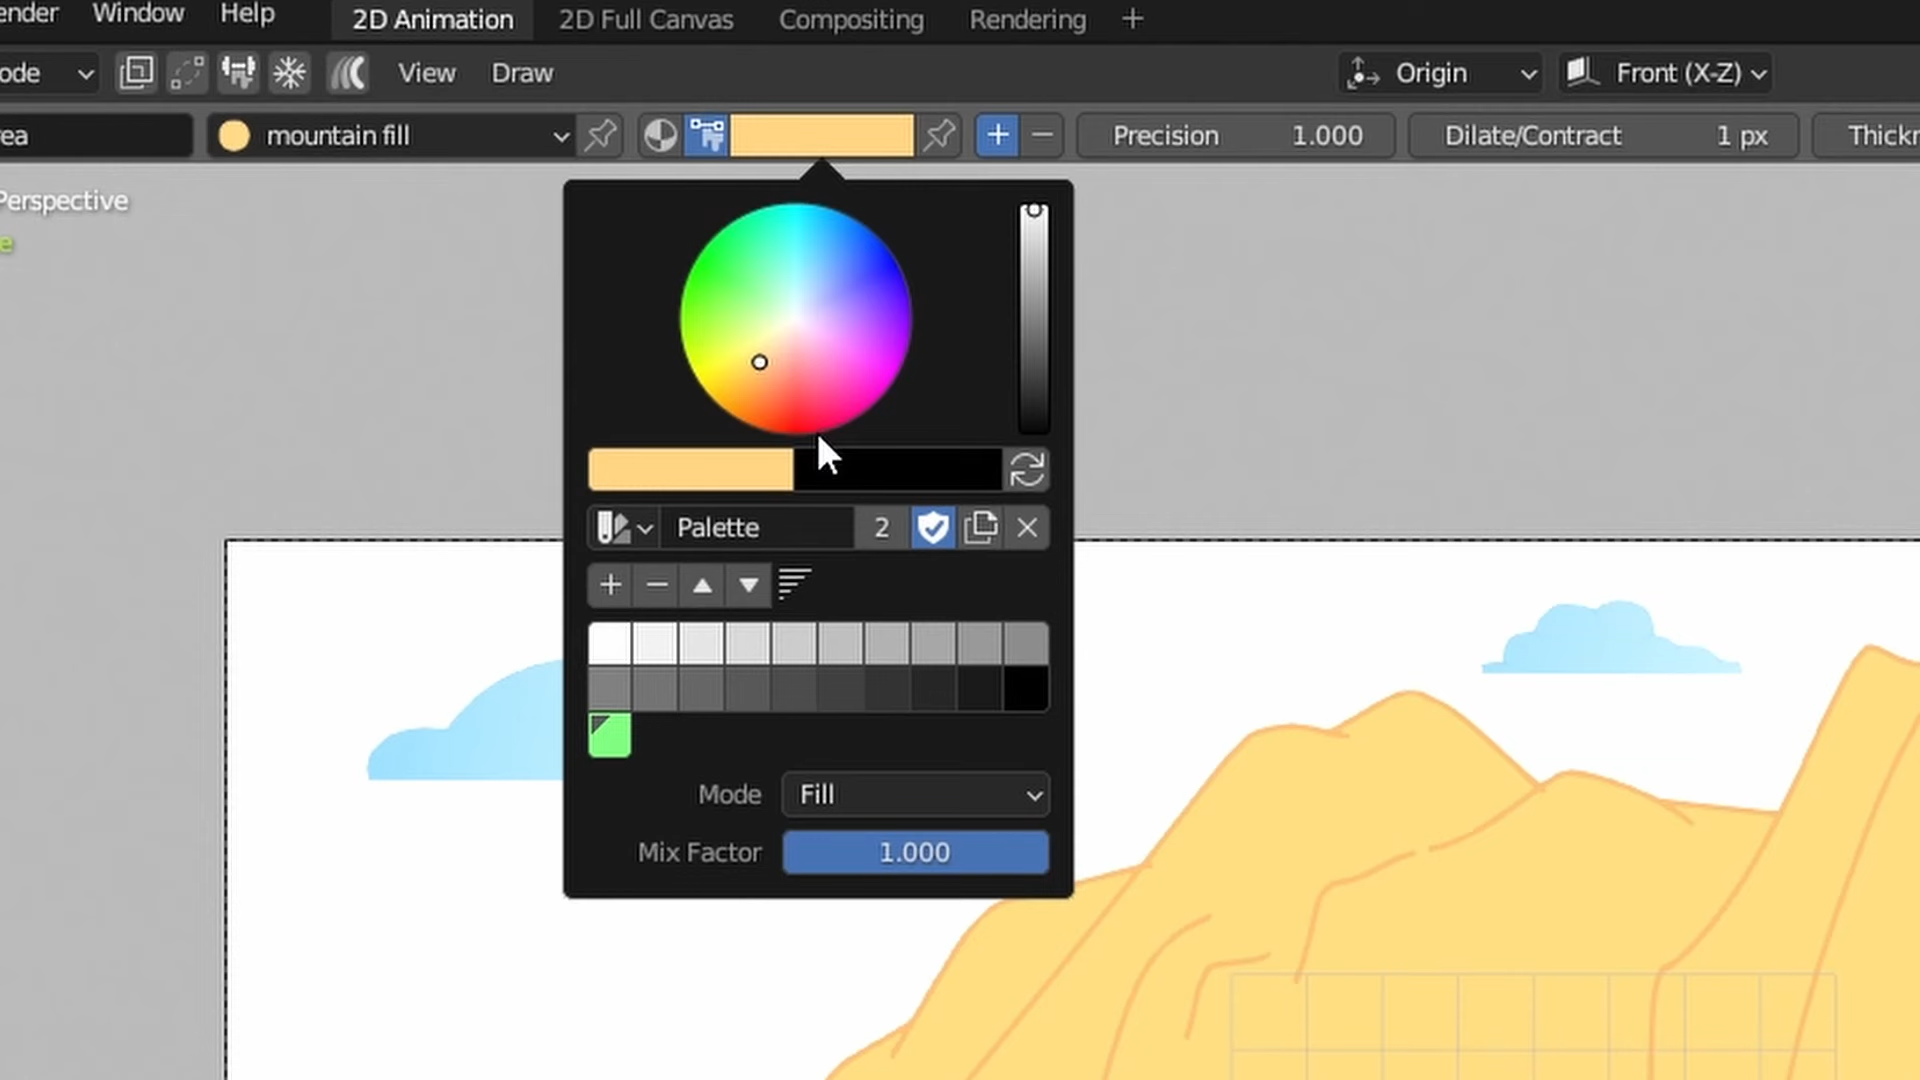 ender Window Help 2D Animation 2D Full Canvas Compositing Rendering
ode View Draw Origin Front (X-Z)
ea mountain fill Precision 1.000 Dilate/Contract 1 px Thickr
Perspective
e
Palette 2
Mode Fill
Mix Factor 1.000